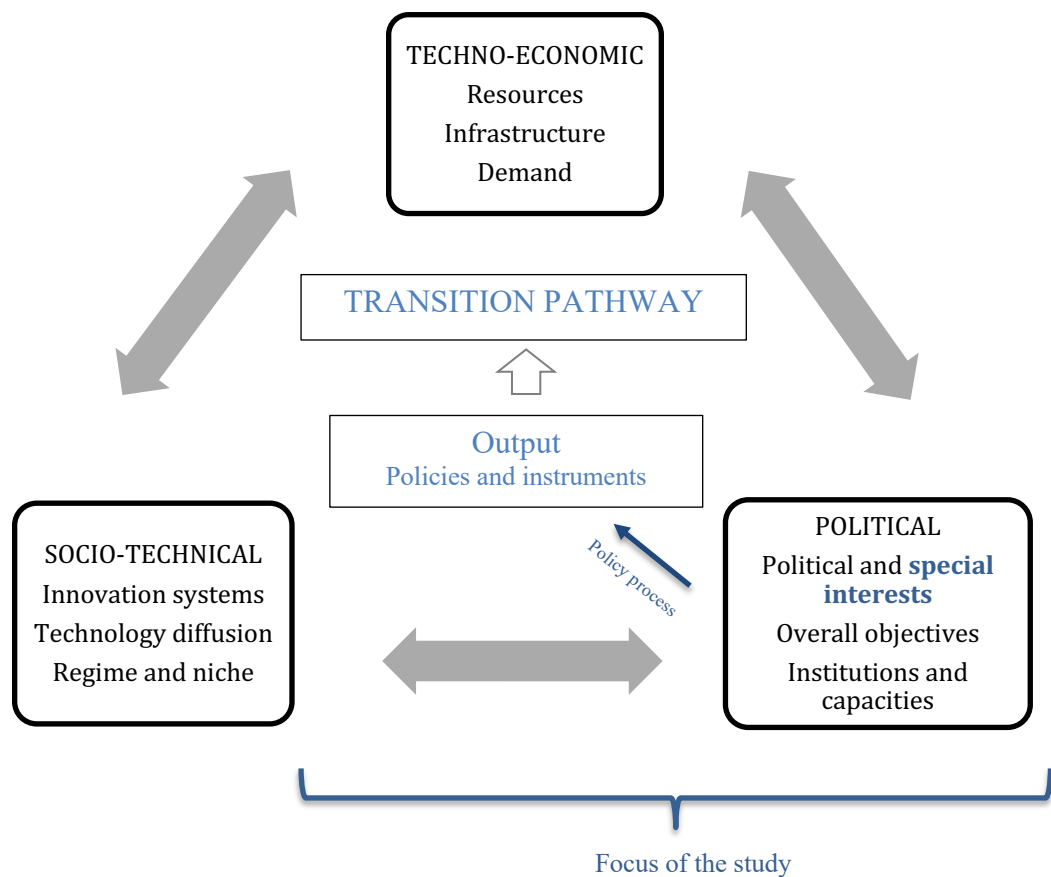 TECHNO-ECONOMIC
Resources
Infrastructure
Demand
TRANSITION PATHWAY
Output
Policies and instruments
SOCIO-TECHNICAL
Innovation systems
Technology diffusion
Regime and niche
Policy process
POLITICAL
Political and special
interests
Overall objectives
Institutions and
capacities
Focus of the study